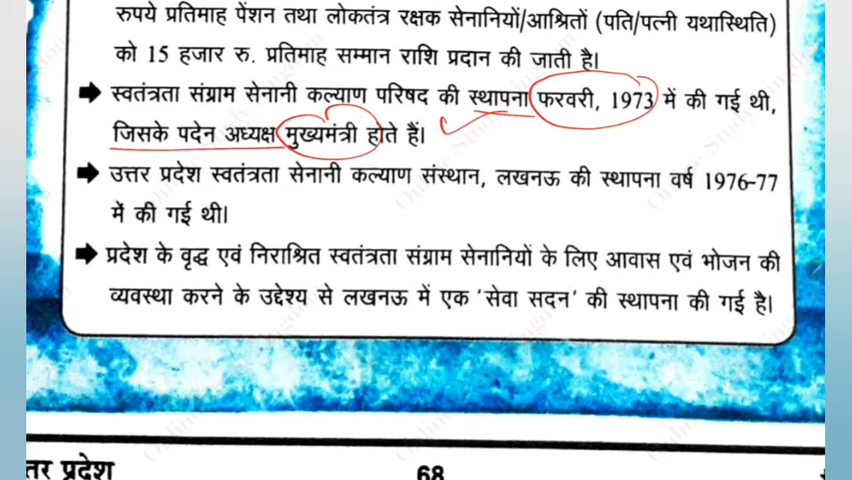 रुपये प्रतिमाह पेंशन तथा लोकतंत्र रक्षक सेनानियों/आश्रितों (पति/पत्नी यथास्थिति)
को 15 हजार रु. प्रतिमाह सम्मान राशि प्रदान की जाती है।
➡ स्वतंत्रता संग्राम सेनानी कल्याण परिषद की स्थापना फरवरी, 1973 में की गई थी,
जिसके पदेन अध्यक्ष मुख्यमंत्री होते हैं।
➡ उत्तर प्रदेश स्वतंत्रता सेनानी कल्याण संस्थान, लखनऊ की स्थापना वर्ष 1976-77
में की गई थी।
➡ प्रदेश के वृद्ध एवं निराश्रित स्वतंत्रता संग्राम सेनानियों के लिए आवास एवं भोजन की
व्यवस्था करने के उद्देश्य से लखनऊ में एक 'सेवा सदन' की स्थापना की गई है।
तर प्रदेश 68